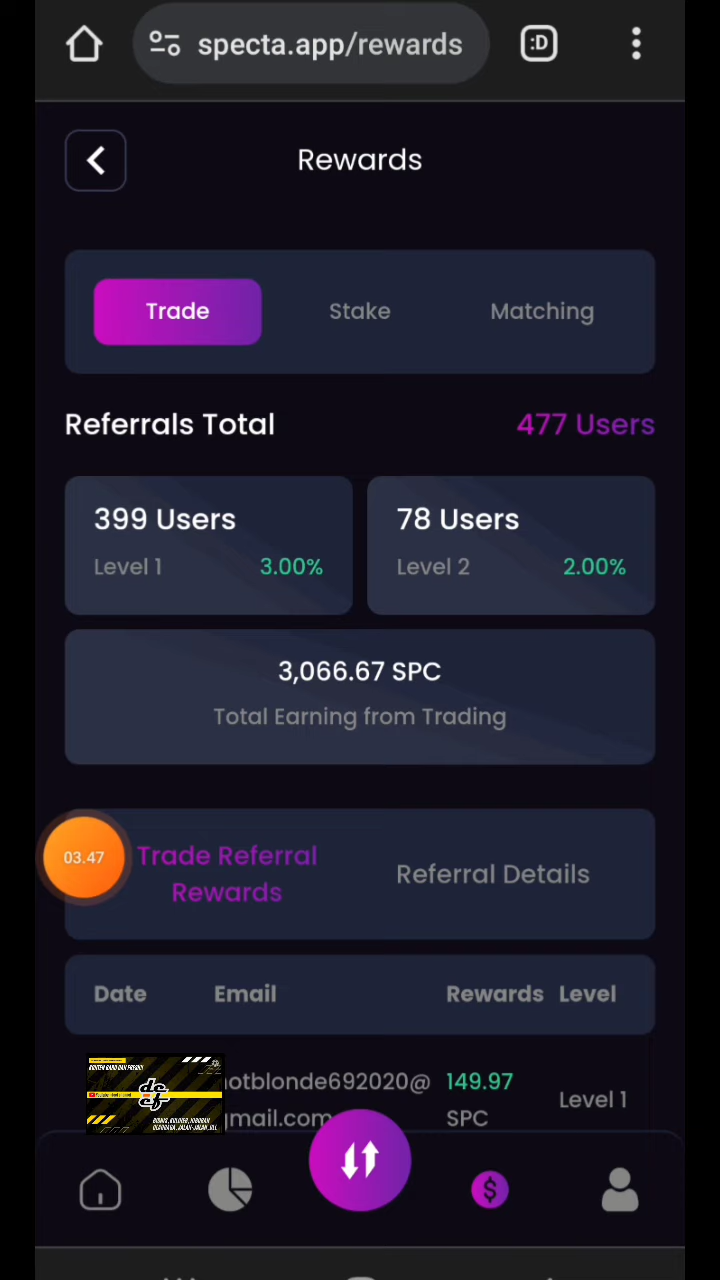 specta.app/rewards
:D
Rewards
Trade Stake Matching
Referrals Total 477 Users
399 Users
Level 1 3.00%
78 Users
Level 2 2.00%
3,066.67 SPC
Total Earning from Trading
03.47
Trade Referral
Rewards
Referral Details
Date Email Rewards Level
otblonde692020@
gmail.com
149.97
SPC
Level 1